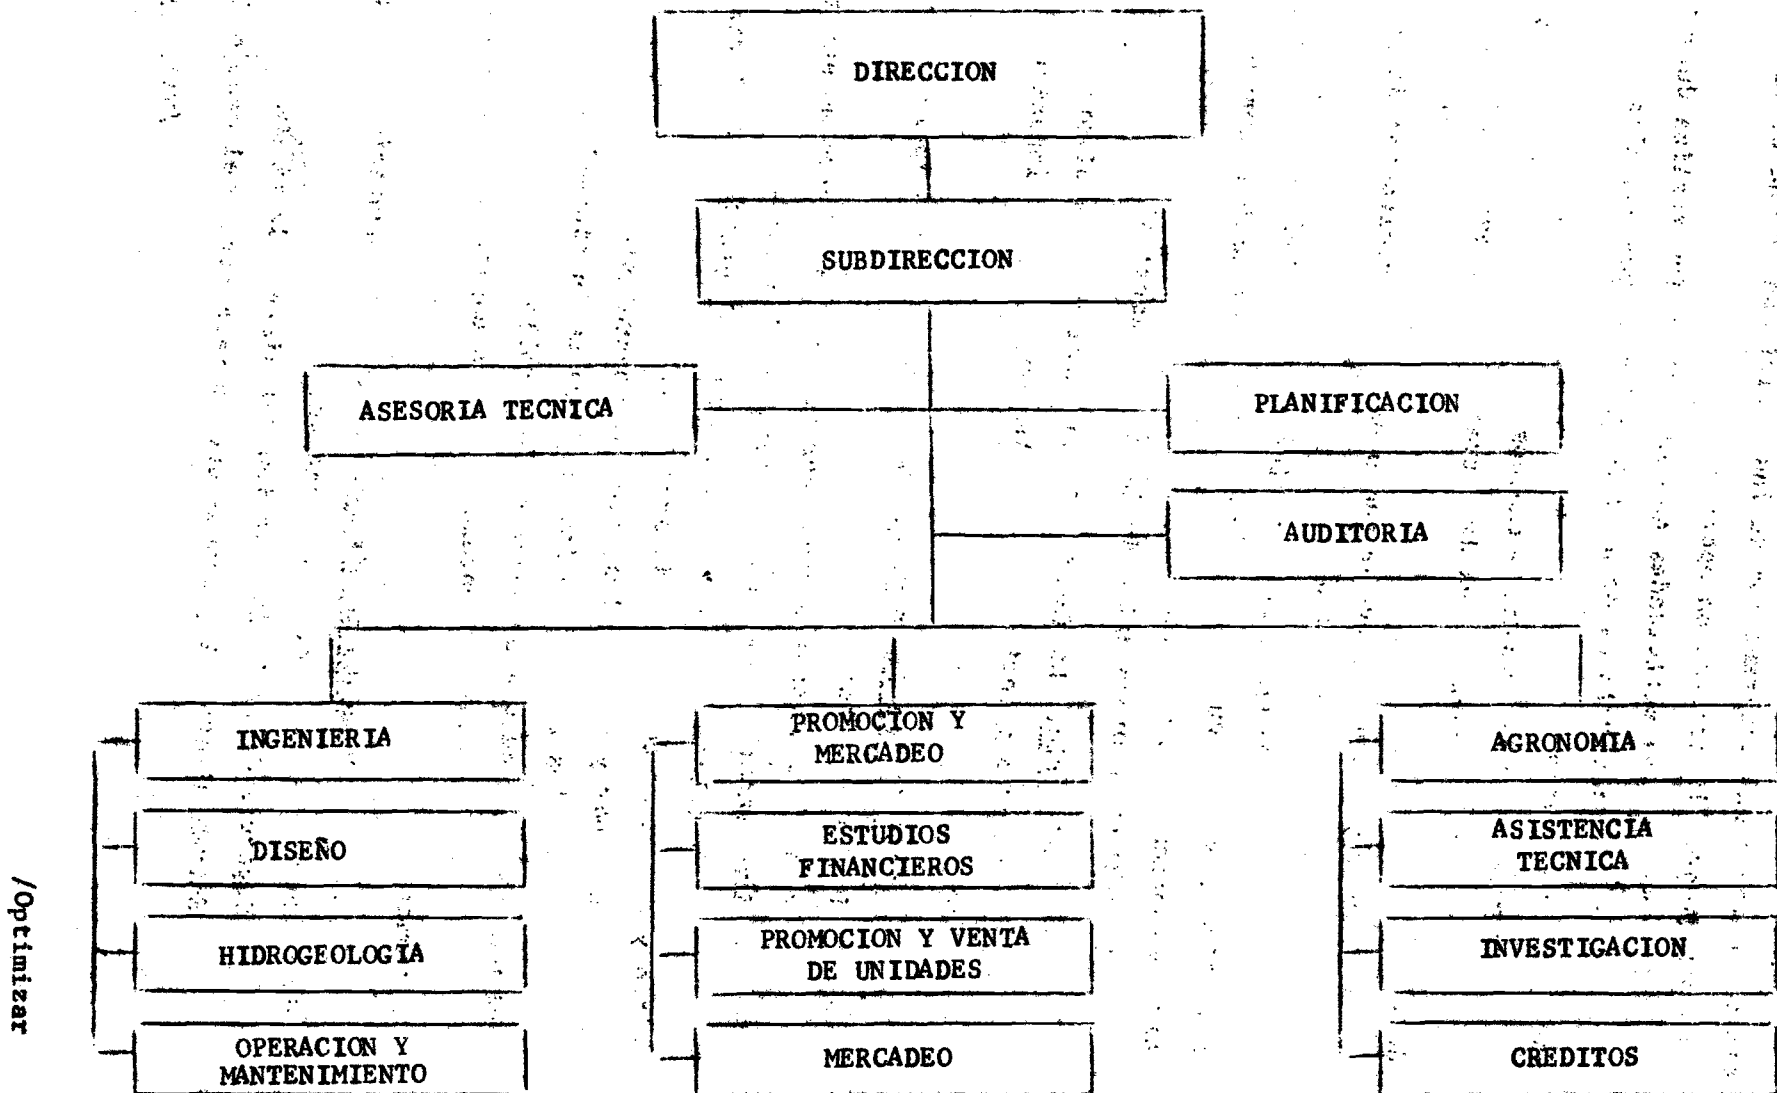 DIRECCION
SUBDIRECCION
ASESORIA TECNICA
PLANIFICACION
AUDITORIA
INGENIERIA
DISEÑO
HIDROGEOLOGIA
OPERACION Y
MANTENIMIENTO
PROMOCION Y
MERCADEO
ESTUDIOS
FINANCIEROS
PROMOCION Y VENTA
DE UNIDADES
MERCADEO
AGRONOMIA
ASISTENCIA
TECNICA
INVESTIGACION
CREDITOS
/Optimizar